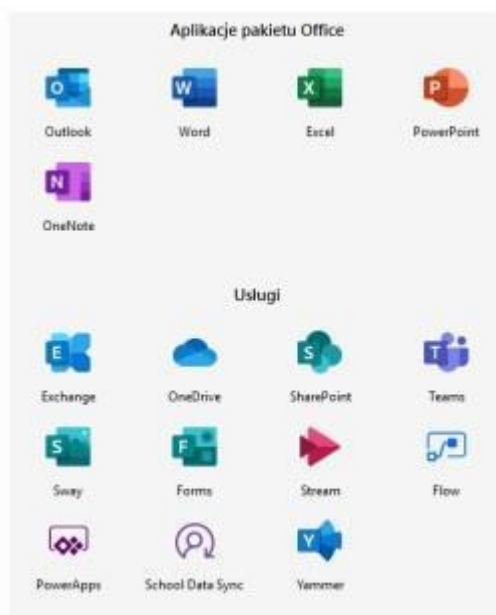 Aplikacje pakietu Office
O W X P
Outlook Word Excel PowerPoint
N
OneNote
Usługi
E S T
Exchange OneDrive SharePoint Teams
S F
Sway Forms Stream Flow
Y
PowerApps School Data Sync Yammer